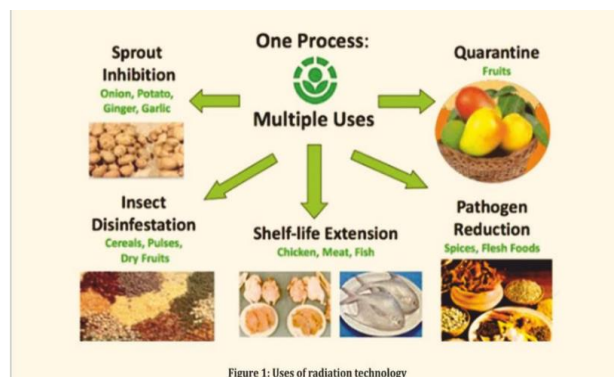 One Process:
Multiple Uses
Sprout
Inhibition
Onion, Potato,
Ginger, Garlic
Quarantine
Fruits
Insect
Disinfestation
Cereals, Pulses,
Dry Fruits
Shelf-life Extension
Chicken, Meat, Fish
Pathogen
Reduction
Spices, Flesh Foods
Figure 1: Uses of radiation technology